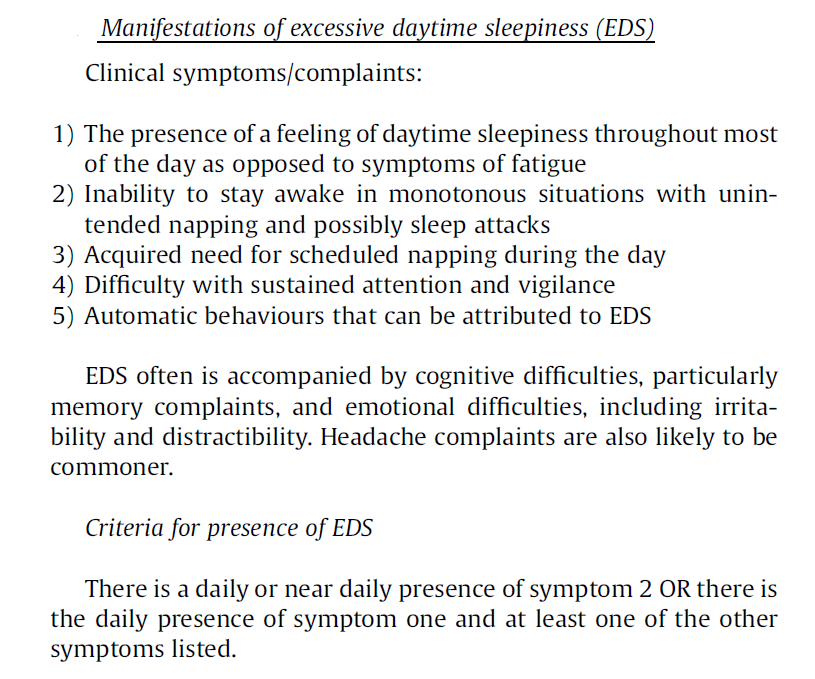 Manifestations of excessive daytime sleepiness (EDS)
Clinical symptoms/complaints:
1) The presence of a feeling of daytime sleepiness throughout most
of the day as opposed to symptoms of fatigue
2) Inability to stay awake in monotonous situations with unin-
tended napping and possibly sleep attacks
3) Acquired need for scheduled napping during the day
4) Difficulty with sustained attention and vigilance
5) Automatic behaviours that can be attributed to EDS
EDS often is accompanied by cognitive difficulties, particularly
memory complaints, and emotional difficulties, including irrita-
bility and distractibility. Headache complaints are also likely to be
commoner.
Criteria for presence of EDS
There is a daily or near daily presence of symptom 2 OR there is
the daily presence of symptom one and at least one of the other
symptoms listed.